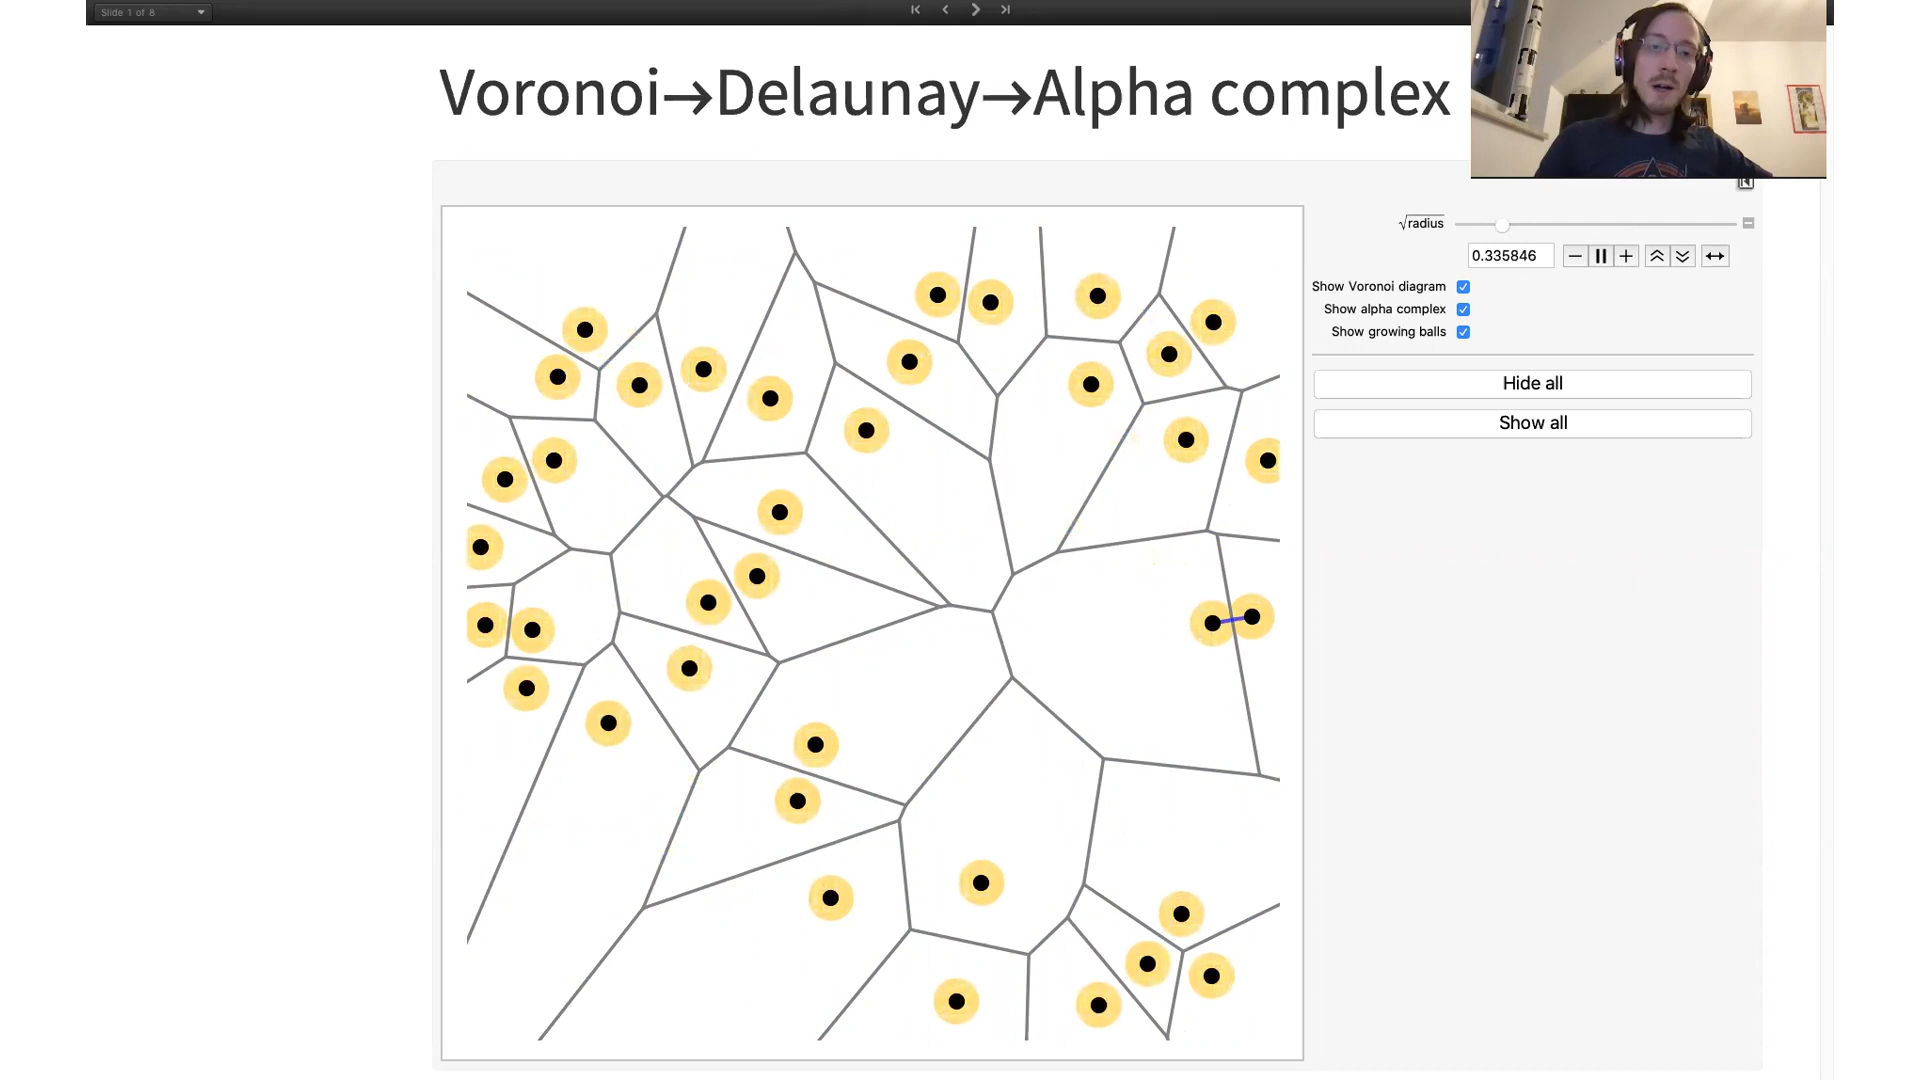 Slide 1 of 8
Voronoi→Delaunay→Alpha complex
√radius
0.335846
Show Voronoi diagram
Show alpha complex
Show growing balls
Hide all
Show all